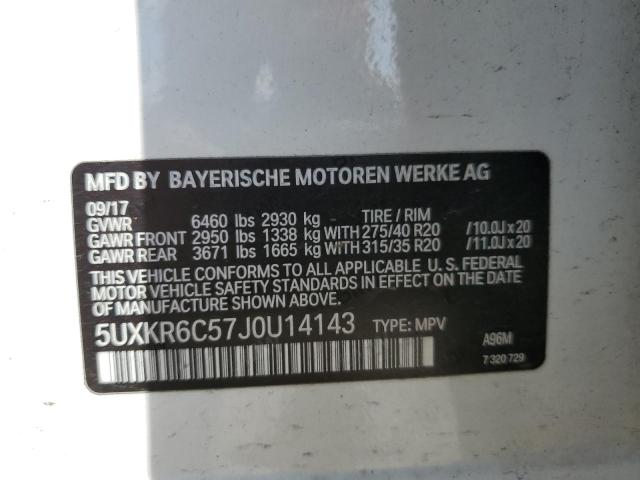 MFD BY BAYERISCHE MOTOREN WERKE AG
09/17
GVWR 6460 lbs 2930 kg TIRE / RIM
GAWR FRONT 2950 lbs 1338 kg WITH 275/40 R20 /10.0J x 20
GAWR REAR 3671 lbs 1665 kg WITH 315/35 R20 /11.0J x 20
THIS VEHICLE CONFORMS TO ALL APPLICABLE U. S. FEDERAL
MOTOR VEHICLE SAFETY STANDARDS IN EFFECT ON THE DATE
OF MANUFACTURE SHOWN ABOVE.
5UXKR6C57J0U14143 TYPE: MPV A96M
7 320 729